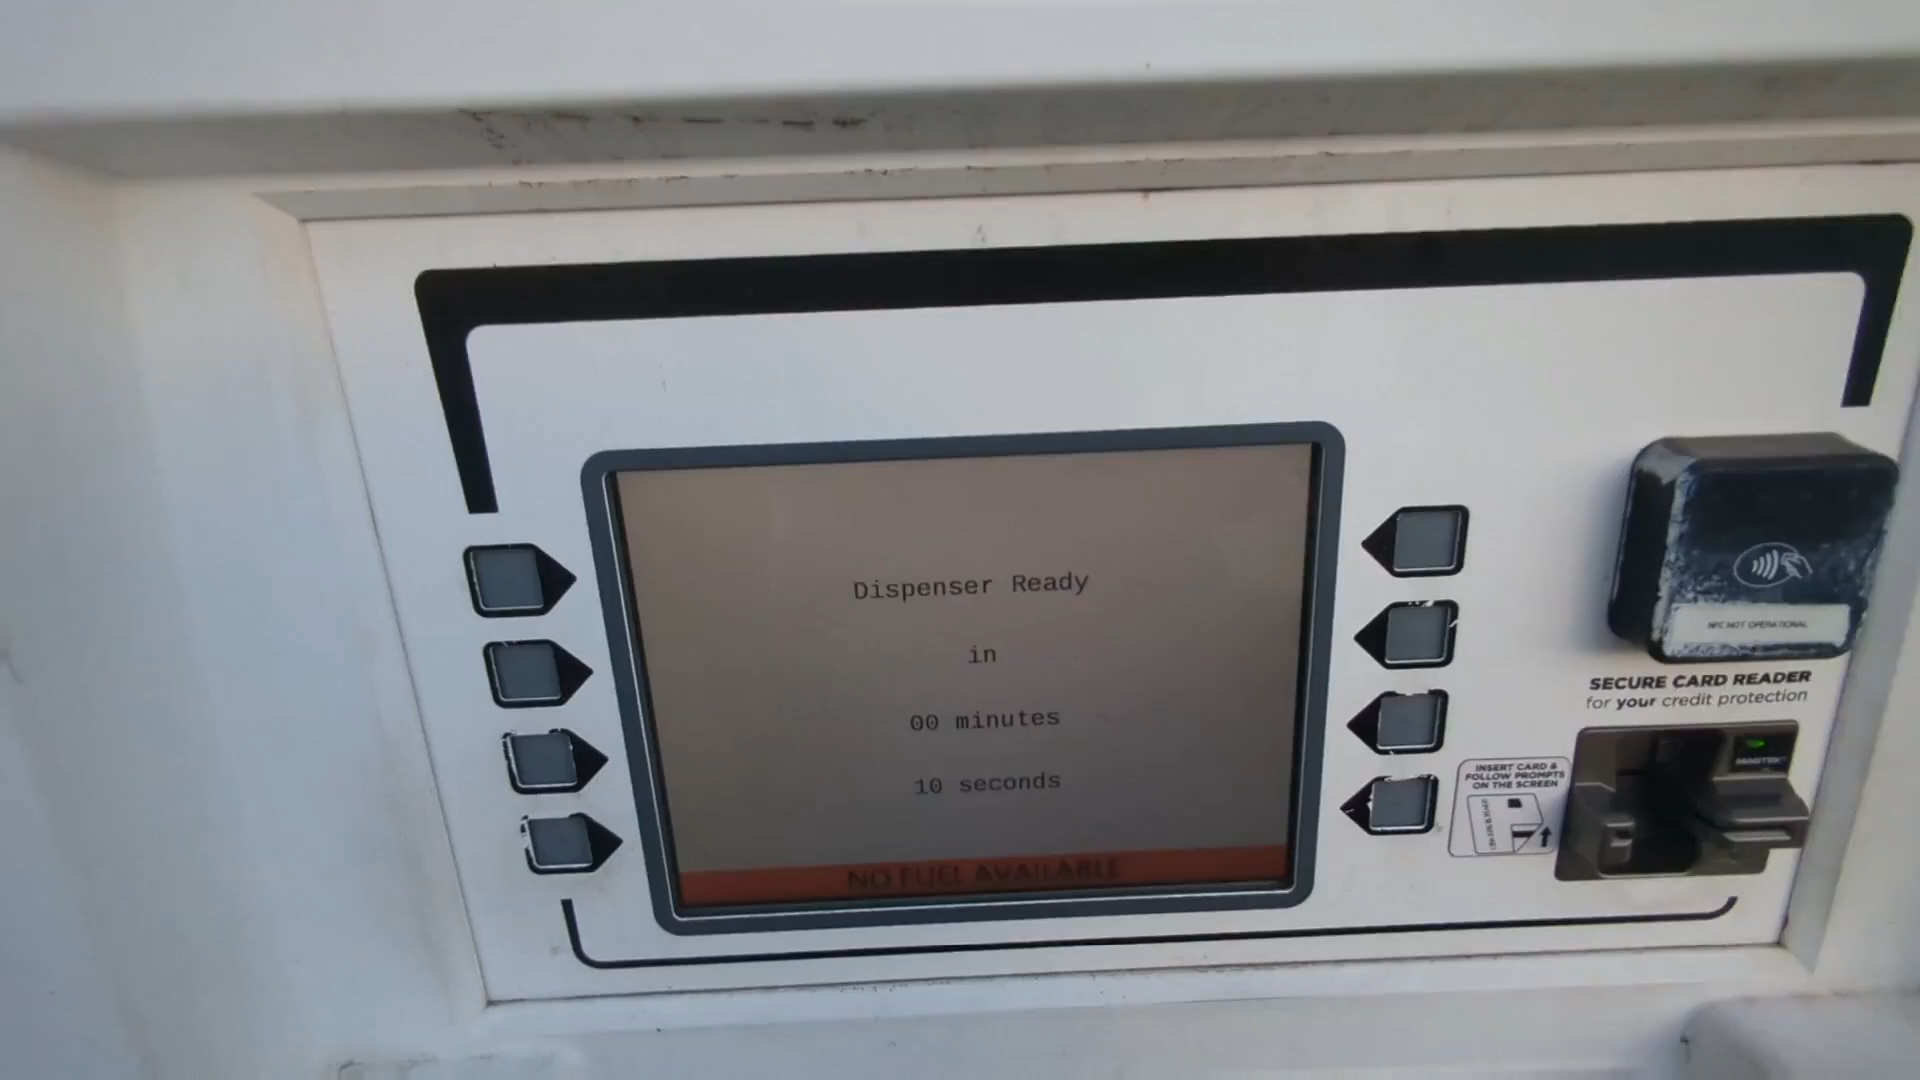 Dispenser Ready
in
00 minutes
10 seconds
NO FUEL AVAILABLE
NFC NOT OPERATIONAL
SECURE CARD READER
for your credit protection
MAGTEK
INSERT CARD &
FOLLOW PROMPTS
ON THE SCREEN